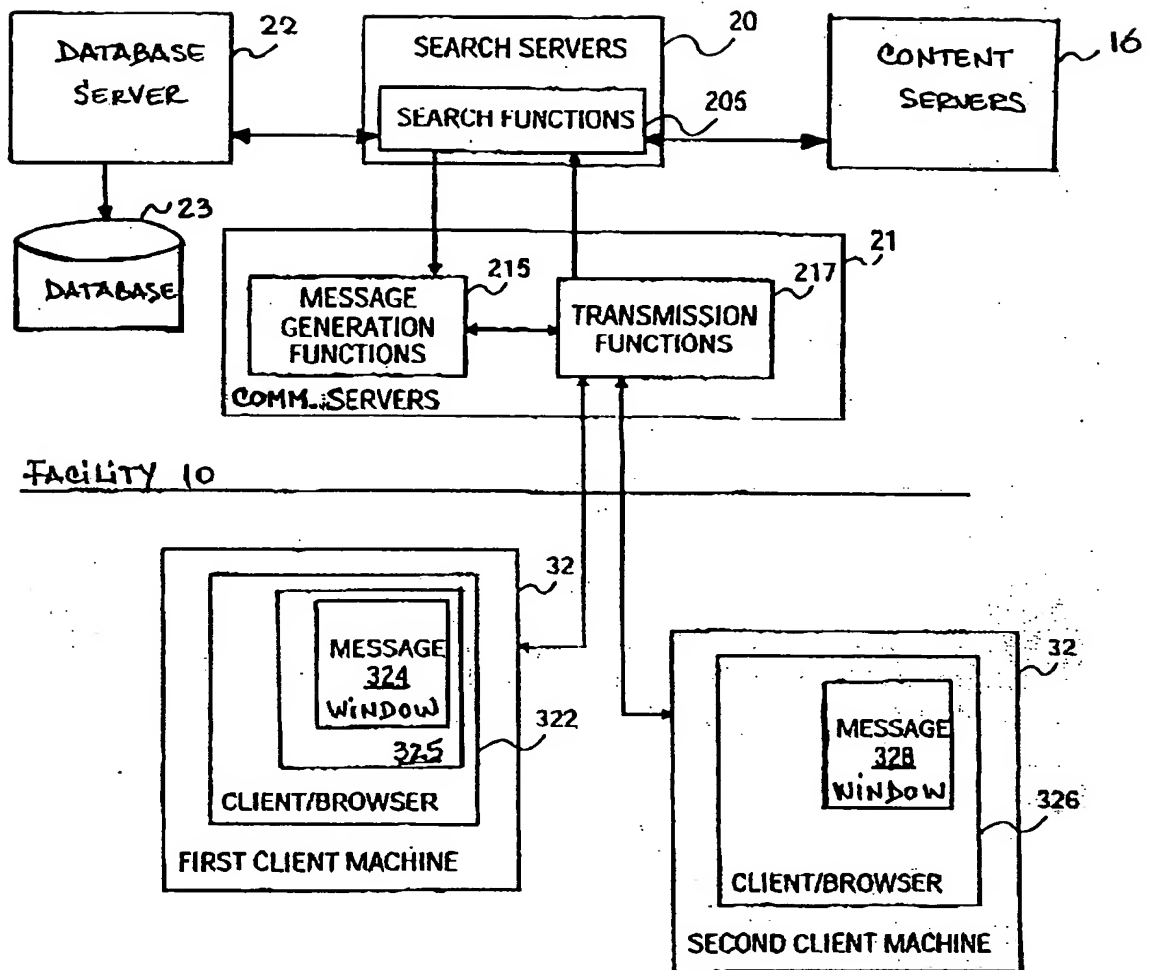 DATABASE
SERVER
22
SEARCH SERVERS
20
SEARCH FUNCTIONS
205
CONTENT
SERVERS
16
23
DATABASE
21
215
MESSAGE
GENERATION
FUNCTIONS
217
TRANSMISSION
FUNCTIONS
COMM. SERVERS
FACILITY 10
32
MESSAGE
324
WINDOW
325
322
CLIENT/BROWSER
FIRST CLIENT MACHINE
32
MESSAGE
328
WINDOW
326
CLIENT/BROWSER
SECOND CLIENT MACHINE